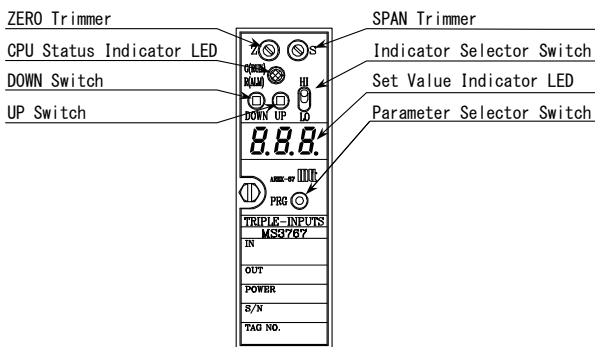 ZERO Trimmer
SPAN Trimmer
CPU Status Indicator LED
Indicator Selector Switch
DOWN Switch
Set Value Indicator LED
UP Switch
Parameter Selector Switch
Z S
G(RUN)
R(ALM)
HI
DOWN UP LO
8.8.8.
PRG
TRIPLE-INPUTS
MS3767
IN
OUT
POWER
S/N
TAG NO.